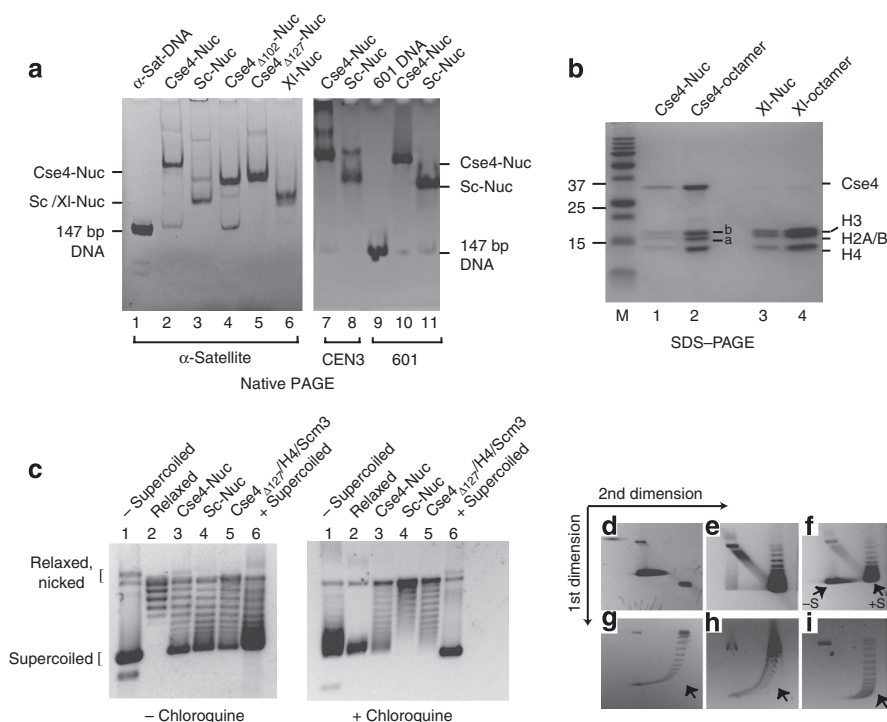 a
α-Sat-DNA
Cse4-Nuc
Sc-Nuc
Cse4Δ102-Nuc
Cse4Δ127-Nuc
Xl-Nuc
Cse4-Nuc
Sc-Nuc
601 DNA
Cse4-Nuc
Sc-Nuc
Cse4-Nuc
Sc /Xl-Nuc
147 bp
DNA
Cse4-Nuc
Sc-Nuc
147 bp
DNA
1 2 3 4 5 6 7 8 9 10 11
α-Satellite CEN3 601
Native PAGE
b
Cse4-Nuc
Cse4-octamer
Xl-Nuc
Xl-octamer
37
25
15
Cse4
b
a
H3
H2A/B
H4
M 1 2 3 4
SDS–PAGE
c
– Supercoiled
Relaxed
Cse4-Nuc
Sc-Nuc
Cse4Δ127/H4/Scm3
+ Supercoiled
1 2 3 4 5 6
– Supercoiled
Relaxed
Cse4-Nuc
Sc-Nuc
Cse4Δ127/H4/Scm3
+ Supercoiled
1 2 3 4 5 6
Relaxed,
nicked
Supercoiled
– Chloroquine
+ Chloroquine
2nd dimension
1st dimension
d e f
–S +S
g h i